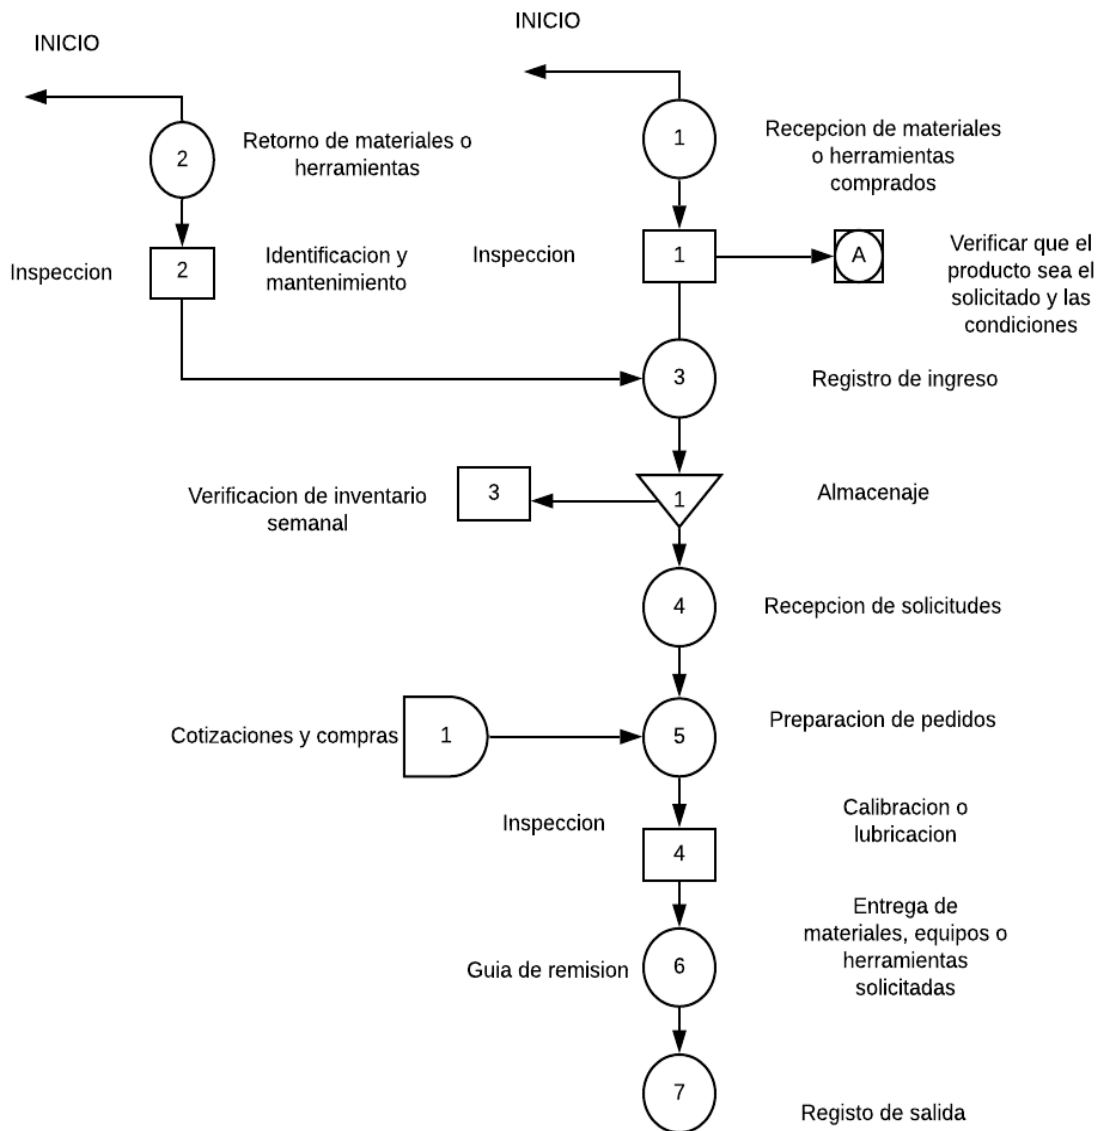 INICIO
INICIO
1
Recepcion de materiales
o herramientas
comprados
2
Retorno de materiales o
herramientas
Inspeccion
2
Identificacion y
mantenimiento
Inspeccion
1
A
Verificar que el
producto sea el
solicitado y las
condiciones
3
Registro de ingreso
Verificacion de inventario
semanal
3
1
Almacenaje
4
Recepcion de solicitudes
Cotizaciones y compras
1
5
Preparacion de pedidos
Inspeccion
4
Calibracion o
lubricacion
Guia de remision
6
Entrega de
materiales, equipos o
herramientas
solicitadas
7
Registo de salida